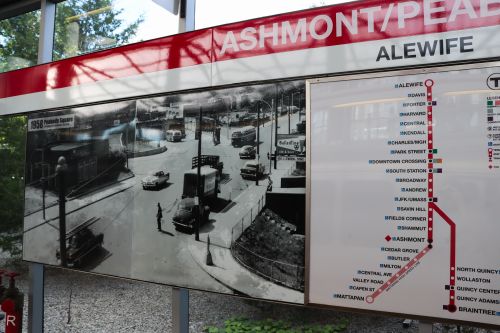 ASHMONT/PEAB
ALEWIFE
1950 Peabody Square
T
ALEWIFE
DAVIS
PORTER
HARVARD
CENTRAL
KENDALL
CHARLES/MGH
PARK STREET
DOWNTOWN CROSSING
SOUTH STATION
BROADWAY
ANDREW
JFK/UMASS
SAVIN HILL
FIELDS CORNER
SHAWMUT
ASHMONT
CEDAR GROVE
BUTLER
MILTON
CENTRAL AVE
VALLEY ROAD
CAPEN ST
MATTAPAN
NORTH QUINCY
WOLLASTON
QUINCY CENTER
QUINCY ADAMS
BRAINTREE